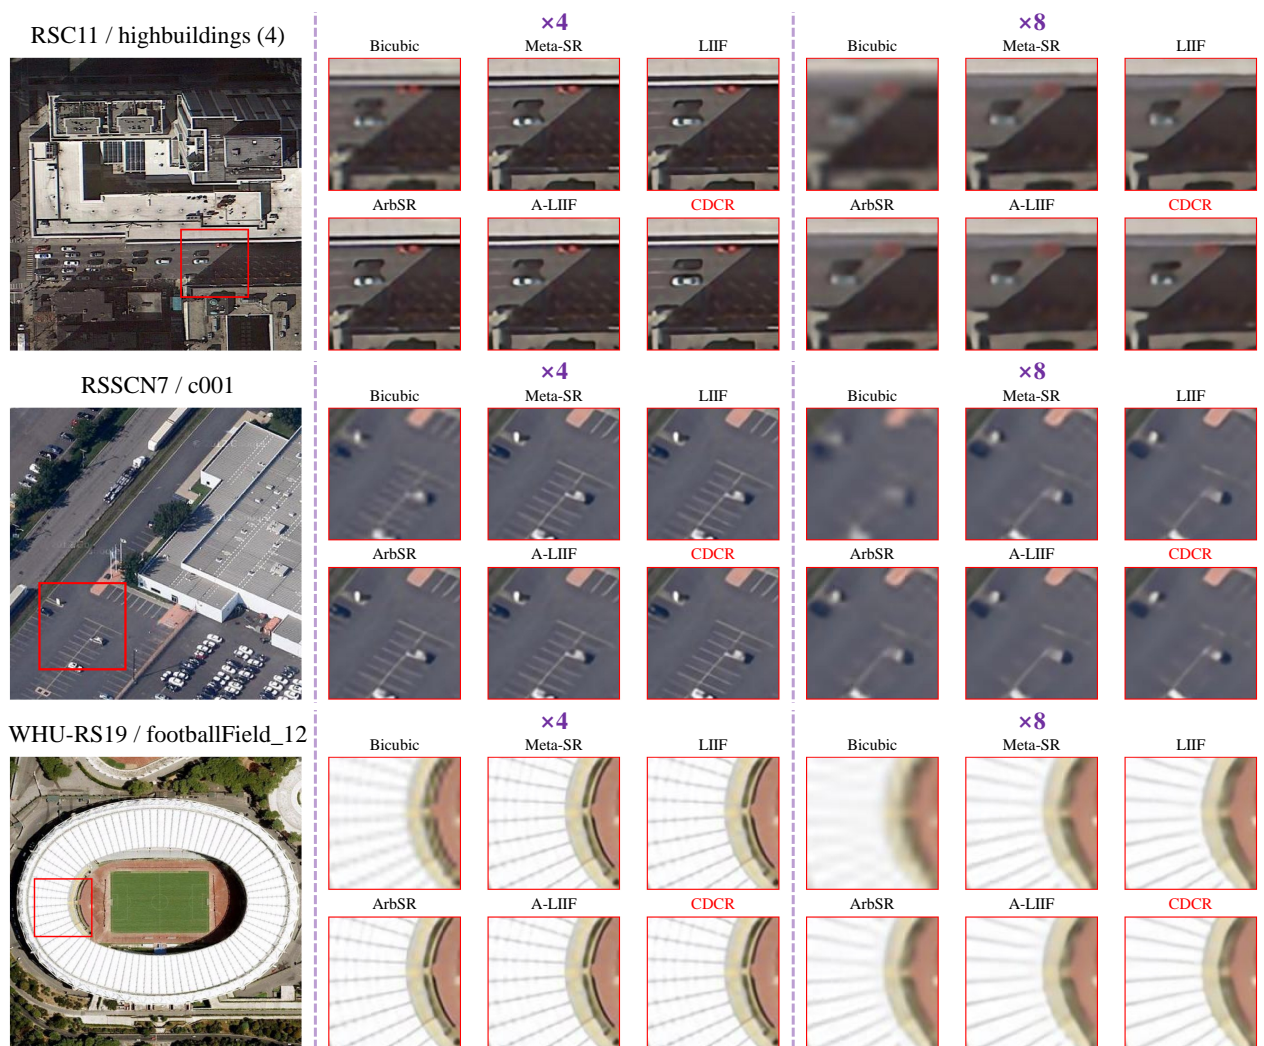 RSC11 / highbuildings (4)
×4
×8
Bicubic
Meta-SR
LIIF
Bicubic
Meta-SR
LIIF
ArbSR
A-LIIF
CDCR
ArbSR
A-LIIF
CDCR
RSSCN7 / c001
×4
×8
Bicubic
Meta-SR
LIIF
Bicubic
Meta-SR
LIIF
ArbSR
A-LIIF
CDCR
ArbSR
A-LIIF
CDCR
WHU-RS19 / footballField_12
×4
×8
Bicubic
Meta-SR
LIIF
Bicubic
Meta-SR
LIIF
ArbSR
A-LIIF
CDCR
ArbSR
A-LIIF
CDCR